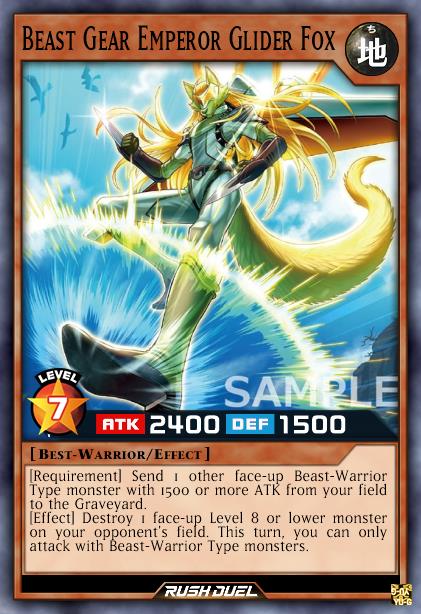 Beast Gear Emperor Glider Fox
ち
地
SAMPLE
LEVEL
7
ATK 2400 DEF 1500
[Best-Warrior/Effect]
[Requirement] Send 1 other face-up Beast-Warrior
Type monster with 1500 or more ATK from your field
to the Graveyard.
[Effect] Destroy 1 face-up Level 8 or lower monster
on your opponent's field. This turn, you can only
attack with Beast-Warrior Type monsters.
RUSH DUEL